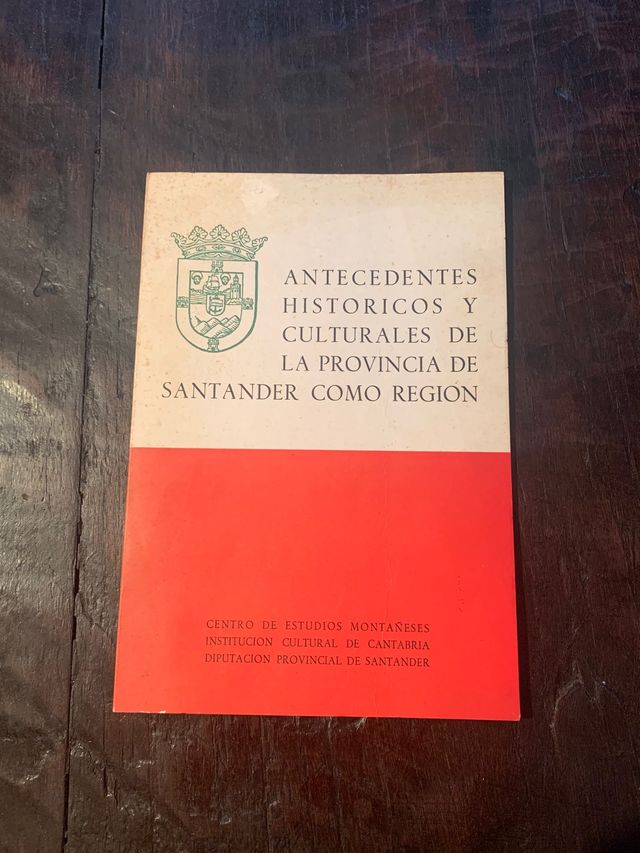 ANTECEDENTES
HISTORICOS Y
CULTURALES DE
LA PROVINCIA DE
SANTANDER COMO REGION
CENTRO DE ESTUDIOS MONTAÑESES
INSTITUCION CULTURAL DE CANTABRIA
DIPUTACION PROVINCIAL DE SANTANDER